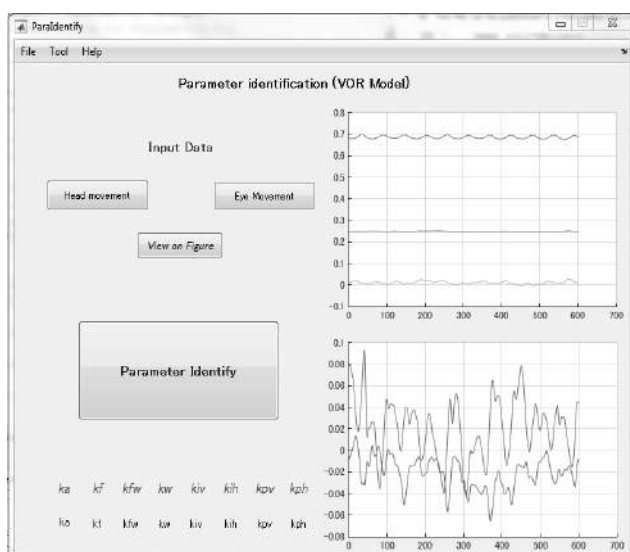 ParaIdentify
File Tool Help
Parameter identification (VOR Model)
Input Data
Head movement
Eye Movement
View on Figure
Parameter Identify
ka kf kfw kw kiv kih kpv kph
ka kf kfw kw kiv kih kpv kph
0.8
0.7
0.6
0.5
0.4
0.3
0.2
0.1
0
-0.1
0 100 200 300 400 500 600 700
0.1
0.08
0.06
0.04
0.02
0
-0.02
-0.04
-0.06
-0.08
0 100 200 300 400 500 600 700